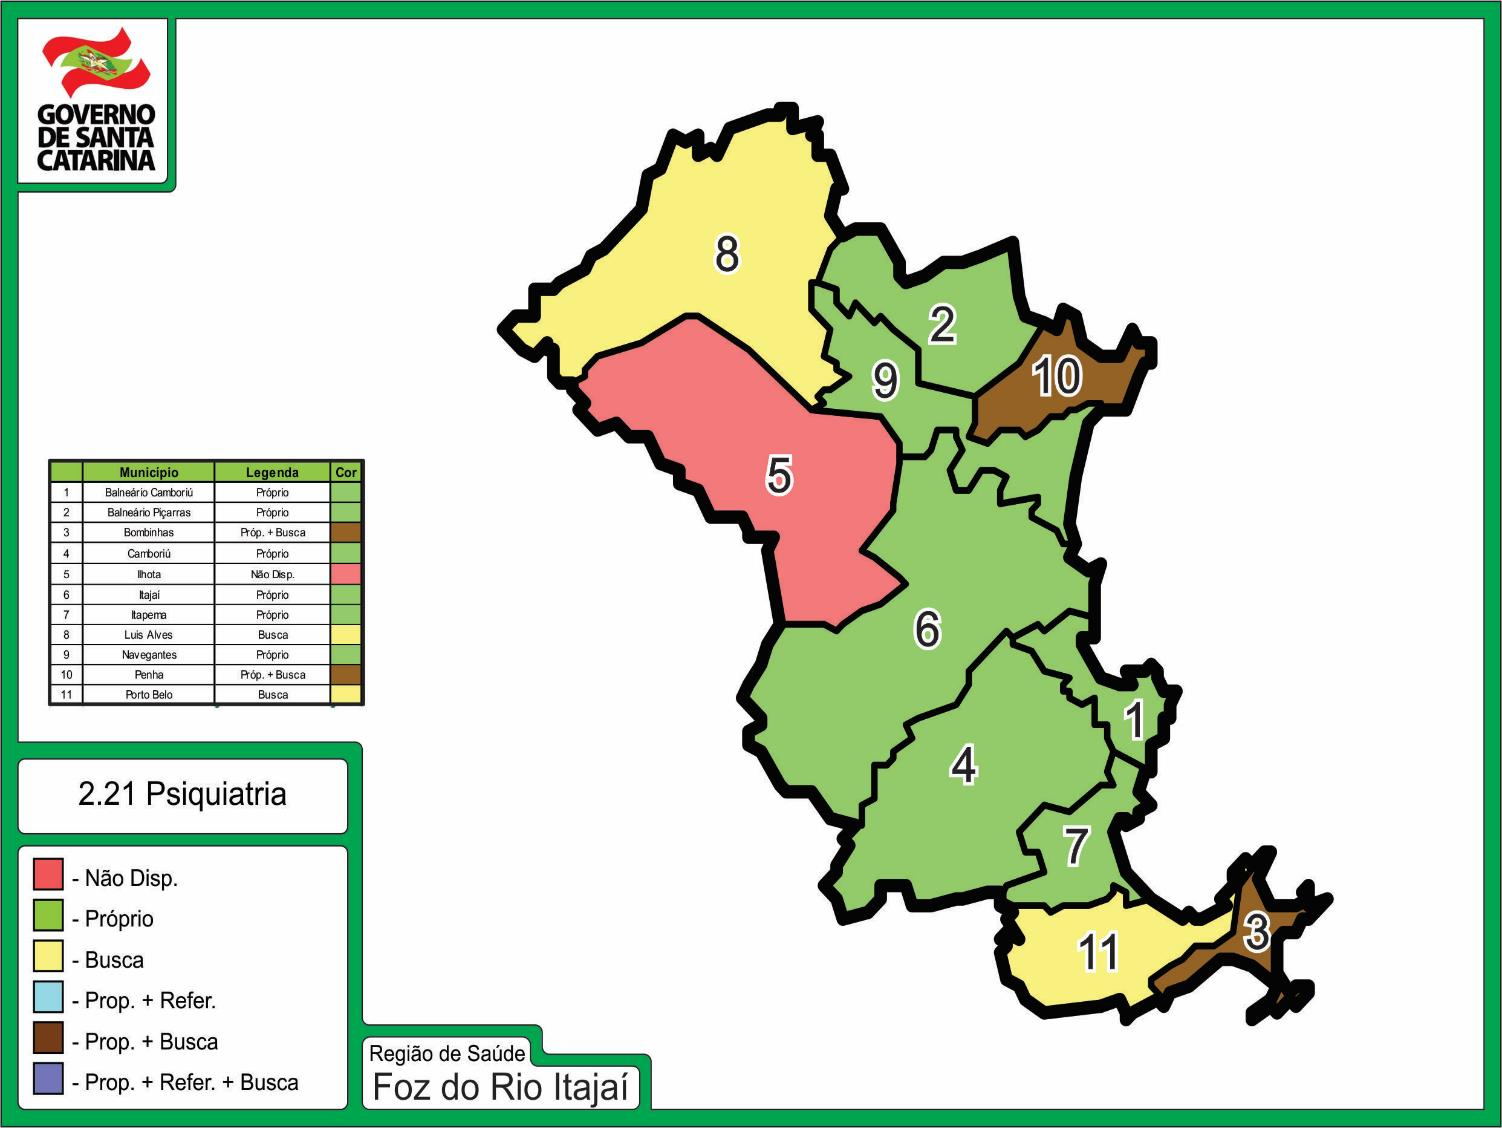 GOVERNO
DE SANTA
CATARINA
8
2
10
9
5
6
1
4
7
3
11
Município Legenda Cor
1 Balneário Camboriú Próprio
2 Balneário Piçarras Próprio
3 Bombinhas Próp. + Busca
4 Camboriú Próprio
5 Ilhota Não Disp.
6 Itajaí Próprio
7 Itapema Próprio
8 Luis Alves Busca
9 Navegantes Próprio
10 Penha Próp. + Busca
11 Porto Belo Busca
2.21 Psiquiatria
- Não Disp.
- Próprio
- Busca
- Prop. + Refer.
- Prop. + Busca
- Prop. + Refer. + Busca
Região de Saúde
Foz do Rio Itajaí